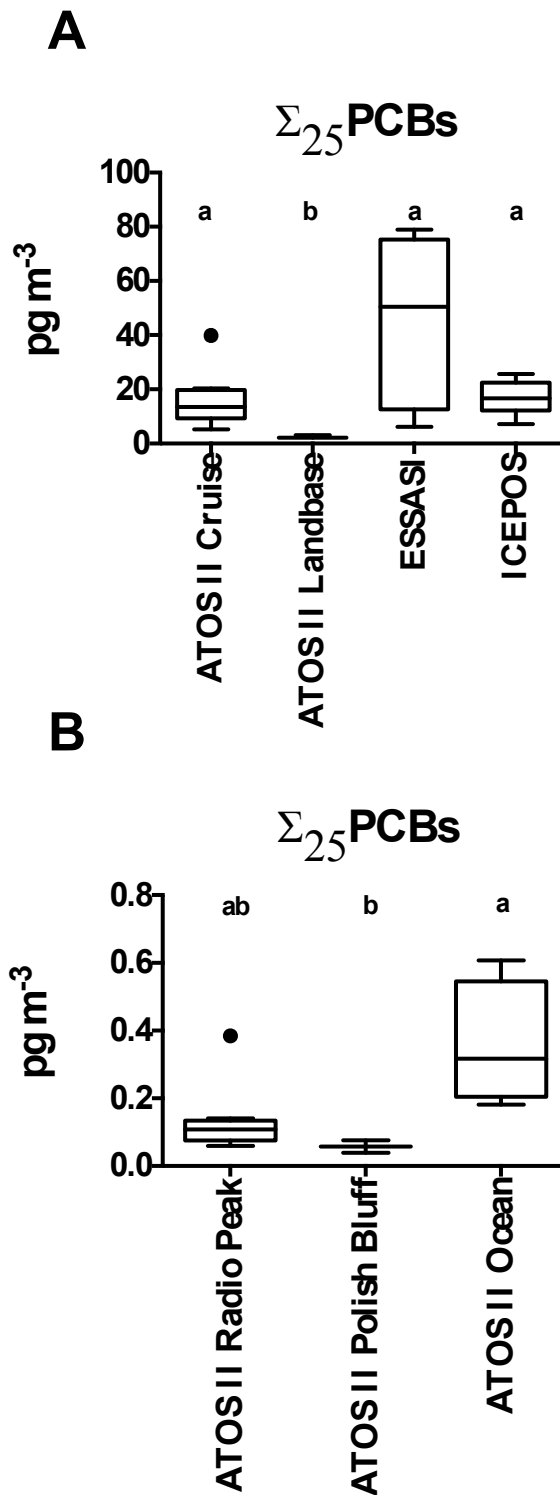 A
Σ25PCBs
pg m-3
100
80
60
40
20
0
a
b
a
a
ATOS II Cruise
ATOS II Landbase
ESSASI
ICEPOS
B
Σ25PCBs
pg m-3
0.8
0.6
0.4
0.2
0.0
ab
b
a
ATOS II Radio Peak
ATOS II Polish Bluff
ATOS II Ocean